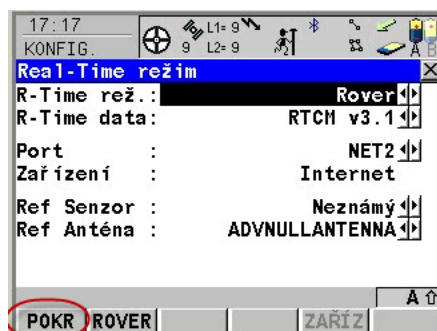 17:17
KONFIG.
9 L1= 9
L2= 9
A B
Real-Time režim
R-Time rež.: Rover
R-Time data: RTCM v3.1
Port : NET2
Zařízení : Internet
Ref Senzor : Neznámý
Ref Anténa : ADVNULLANTENNA
A
POKR ROVER ZAŘÍZ